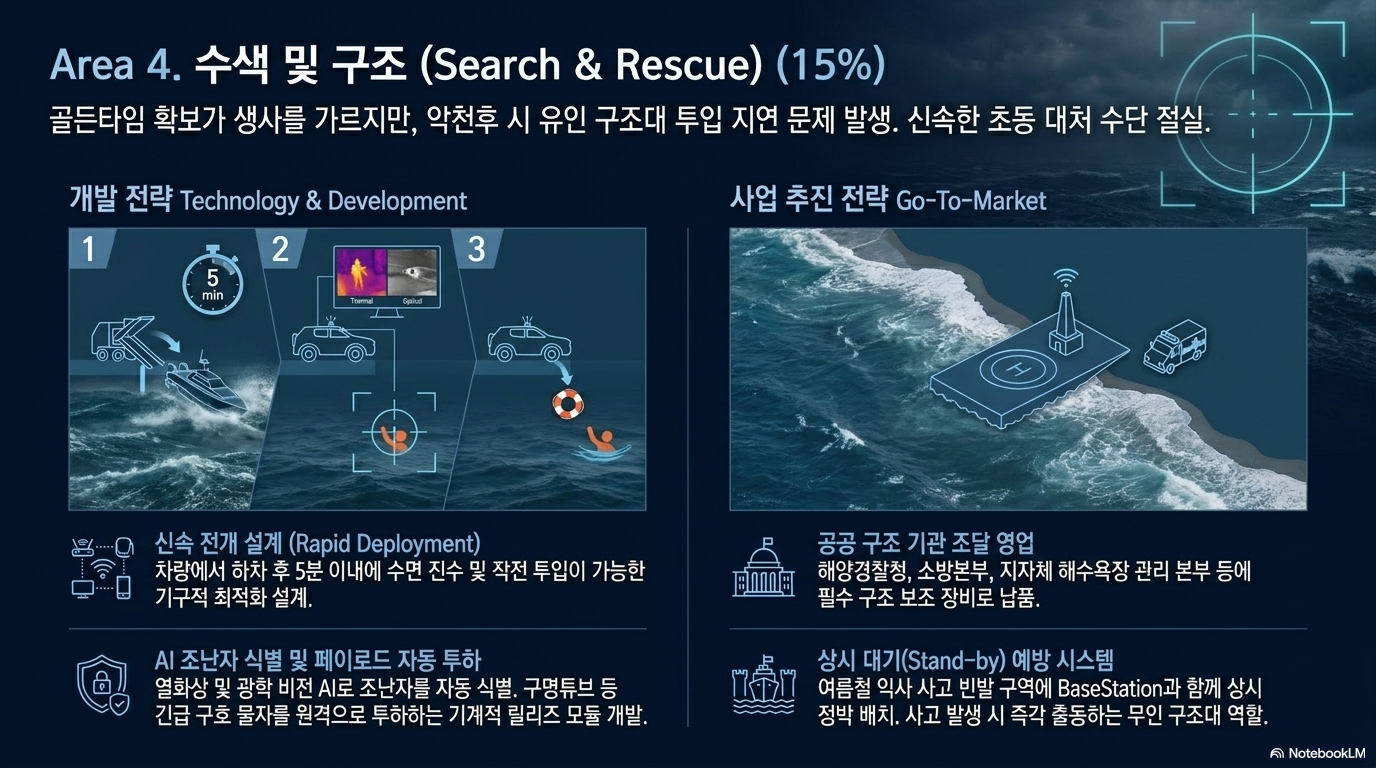 Area 4. 수색 및 구조 (Search & Rescue) (15%)
골든타임 확보가 생사를 가르지만, 악천후 시 유인 구조대 투입 지연 문제 발생. 신속한 초동 대처 수단 절실.
개발 전략 Technology & Development
1
5
min
2
3
신속 전개 설계 (Rapid Deployment)
차량에서 하차 후 5분 이내에 수면 진수 및 작전 투입이 가능한
기구적 최적화 설계.
AI 조난자 식별 및 페이로드 자동 투하
열화상 및 광학 비전 AI로 조난자를 자동 식별. 구명튜브 등
긴급 구호 물자를 원격으로 투하하는 기계적 릴리즈 모듈 개발.
사업 추진 전략 Go-To-Market
H
공공 구조 기관 조달 영업
해양경찰청, 소방본부, 지자체 해수욕장 관리 본부 등에
필수 구조 보조 장비로 납품.
상시 대기(Stand-by) 예방 시스템
여름철 익사 사고 빈발 구역에 BaseStation과 함께 상시
정박 배치. 사고 발생 시 즉각 출동하는 무인 구조대 역할.
NotebookLM